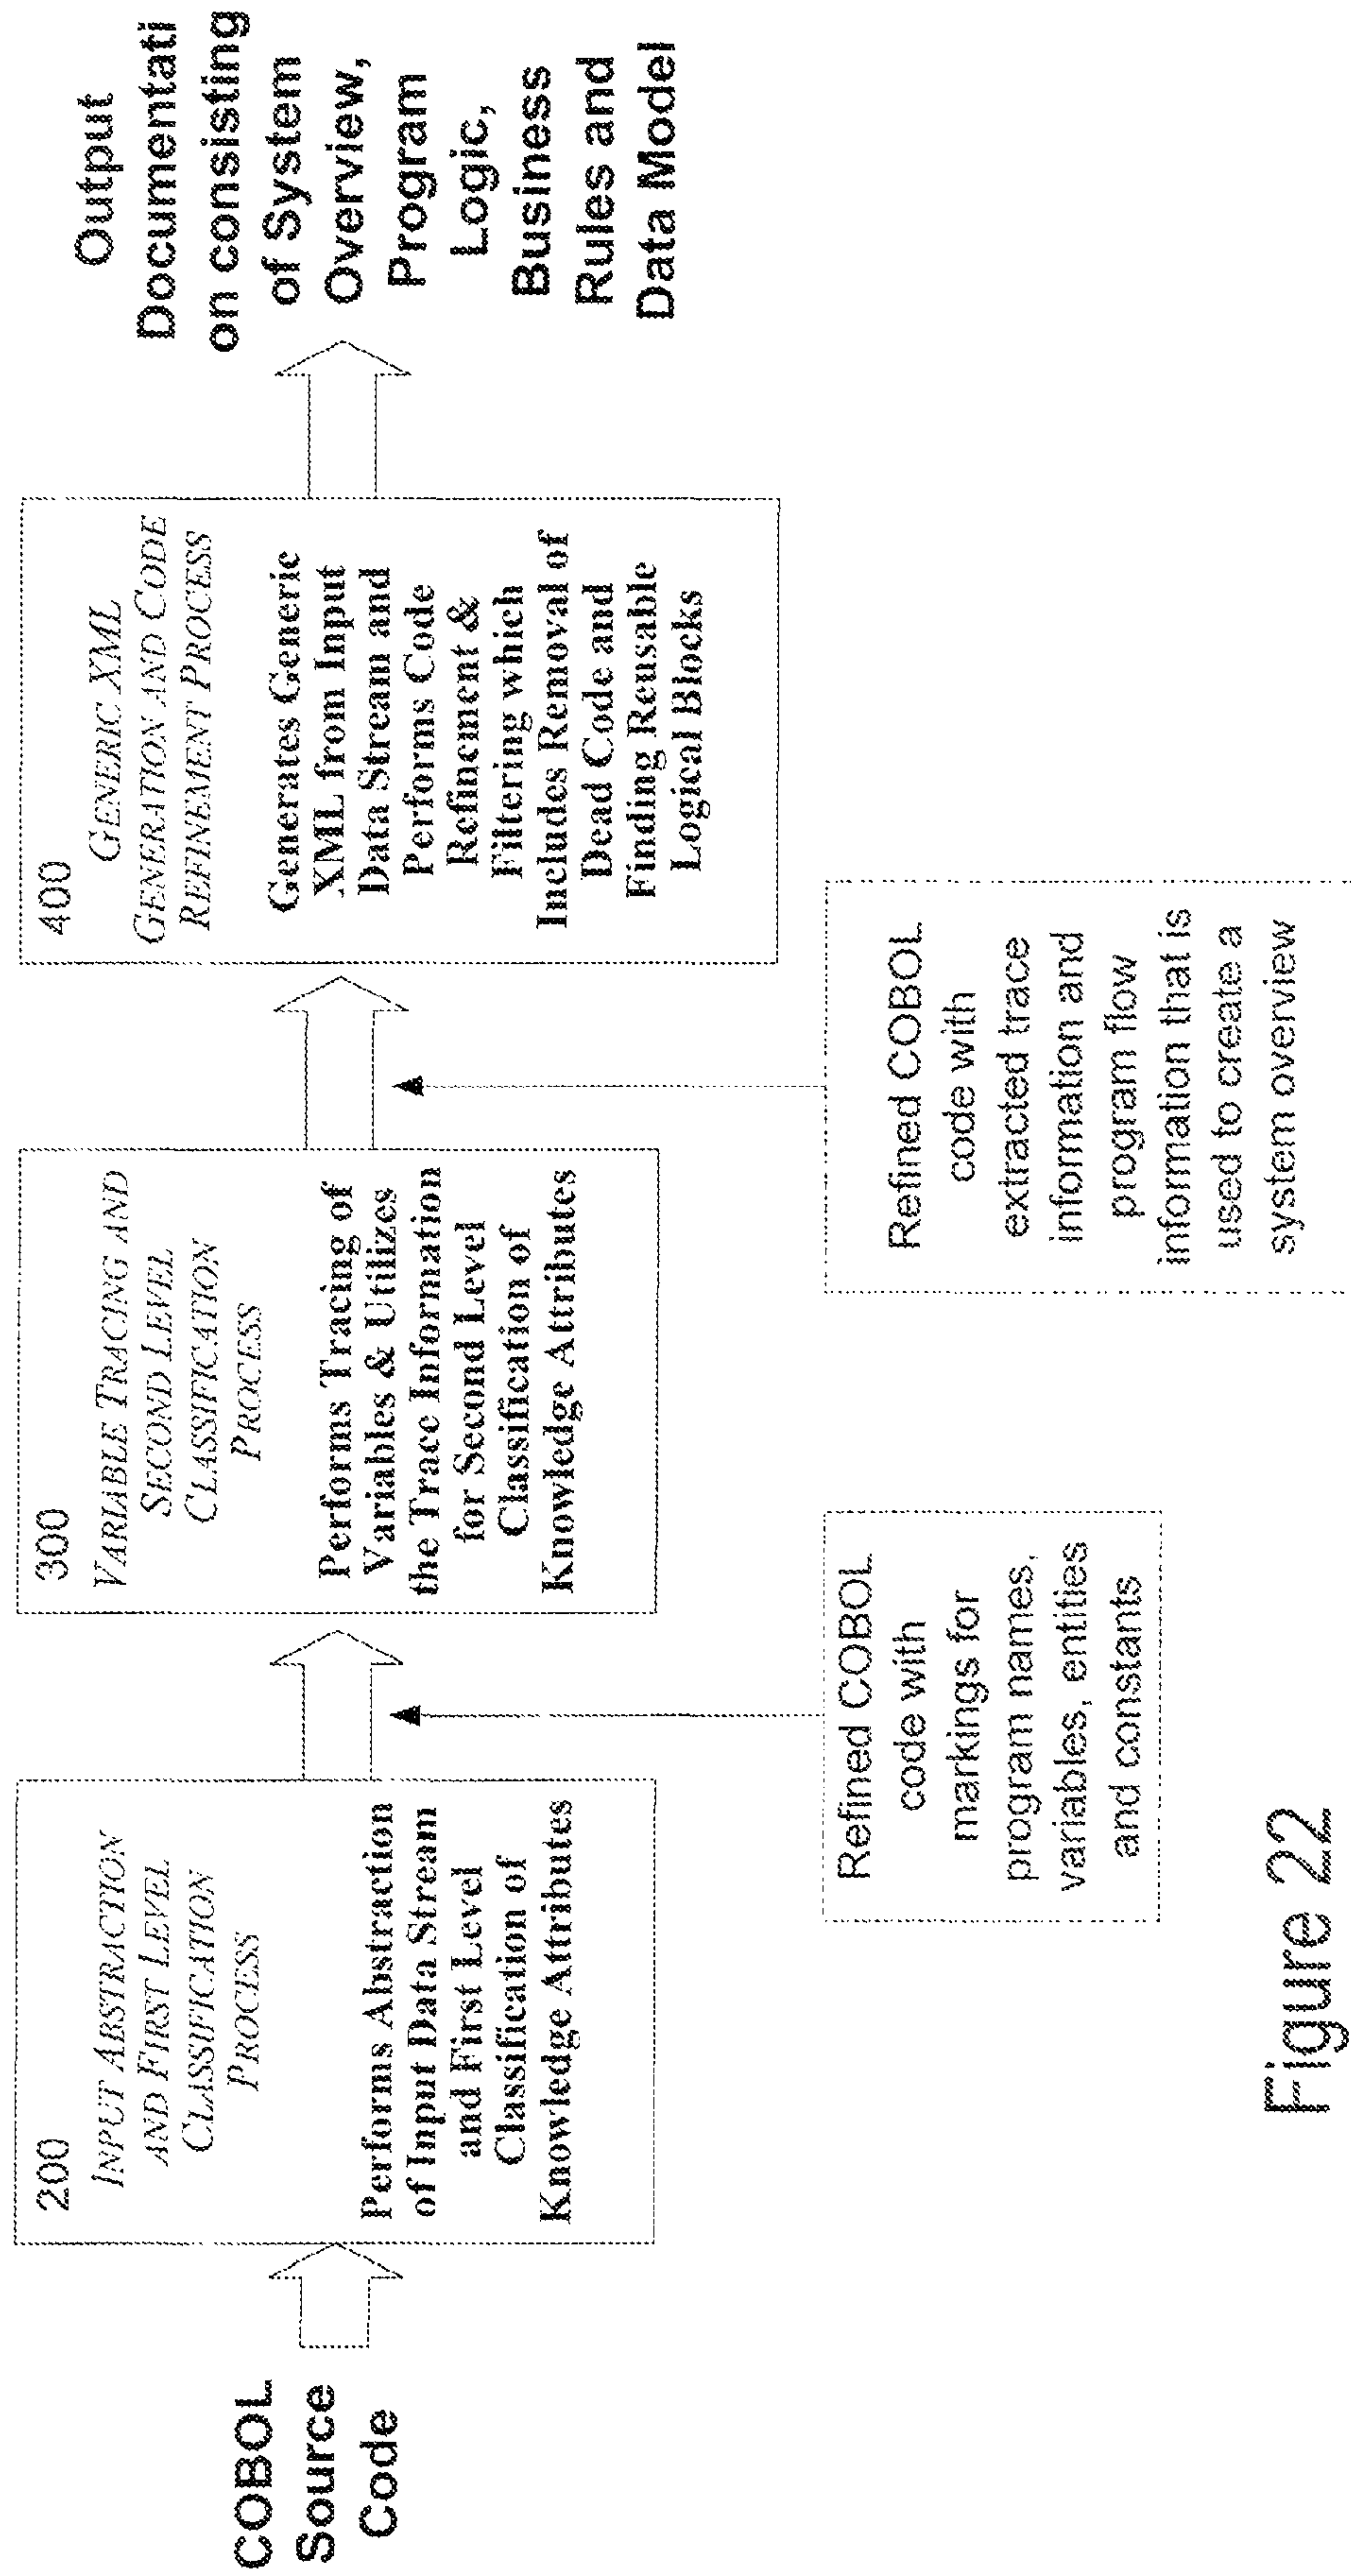 COBOL
Source
Code
200
INPUT ABSTRACTION
AND FIRST LEVEL
CLASSIFICATION
PROCESS
Performs Abstraction
of Input Data Stream
and First Level
Classification of
Knowledge Attributes
Refined COBOL
code with
markings for
program names,
variables, entities
and constants
300
VARIABLE TRACING AND
SECOND LEVEL
CLASSIFICATION
PROCESS
Performs Tracing of
Variables & Utilizes
the Trace Information
for Second Level
Classification of
Knowledge Attributes
Refined COBOL
code with
extracted trace
information and
program flow
information that is
used to create a
system overview
400
GENERIC XML
GENERATION AND CODE
REFINEMENT PROCESS
Generates Generic
XML from Input
Data Stream and
Performs Code
Refinment &
Filtering which
Includes Removal of
Dead Code and
Finding Reusable
Logical Blocks
Output
Documentati
on consisting
of System
Overview,
Program
Logic,
Business
Rules and
Data Model
Figure 22